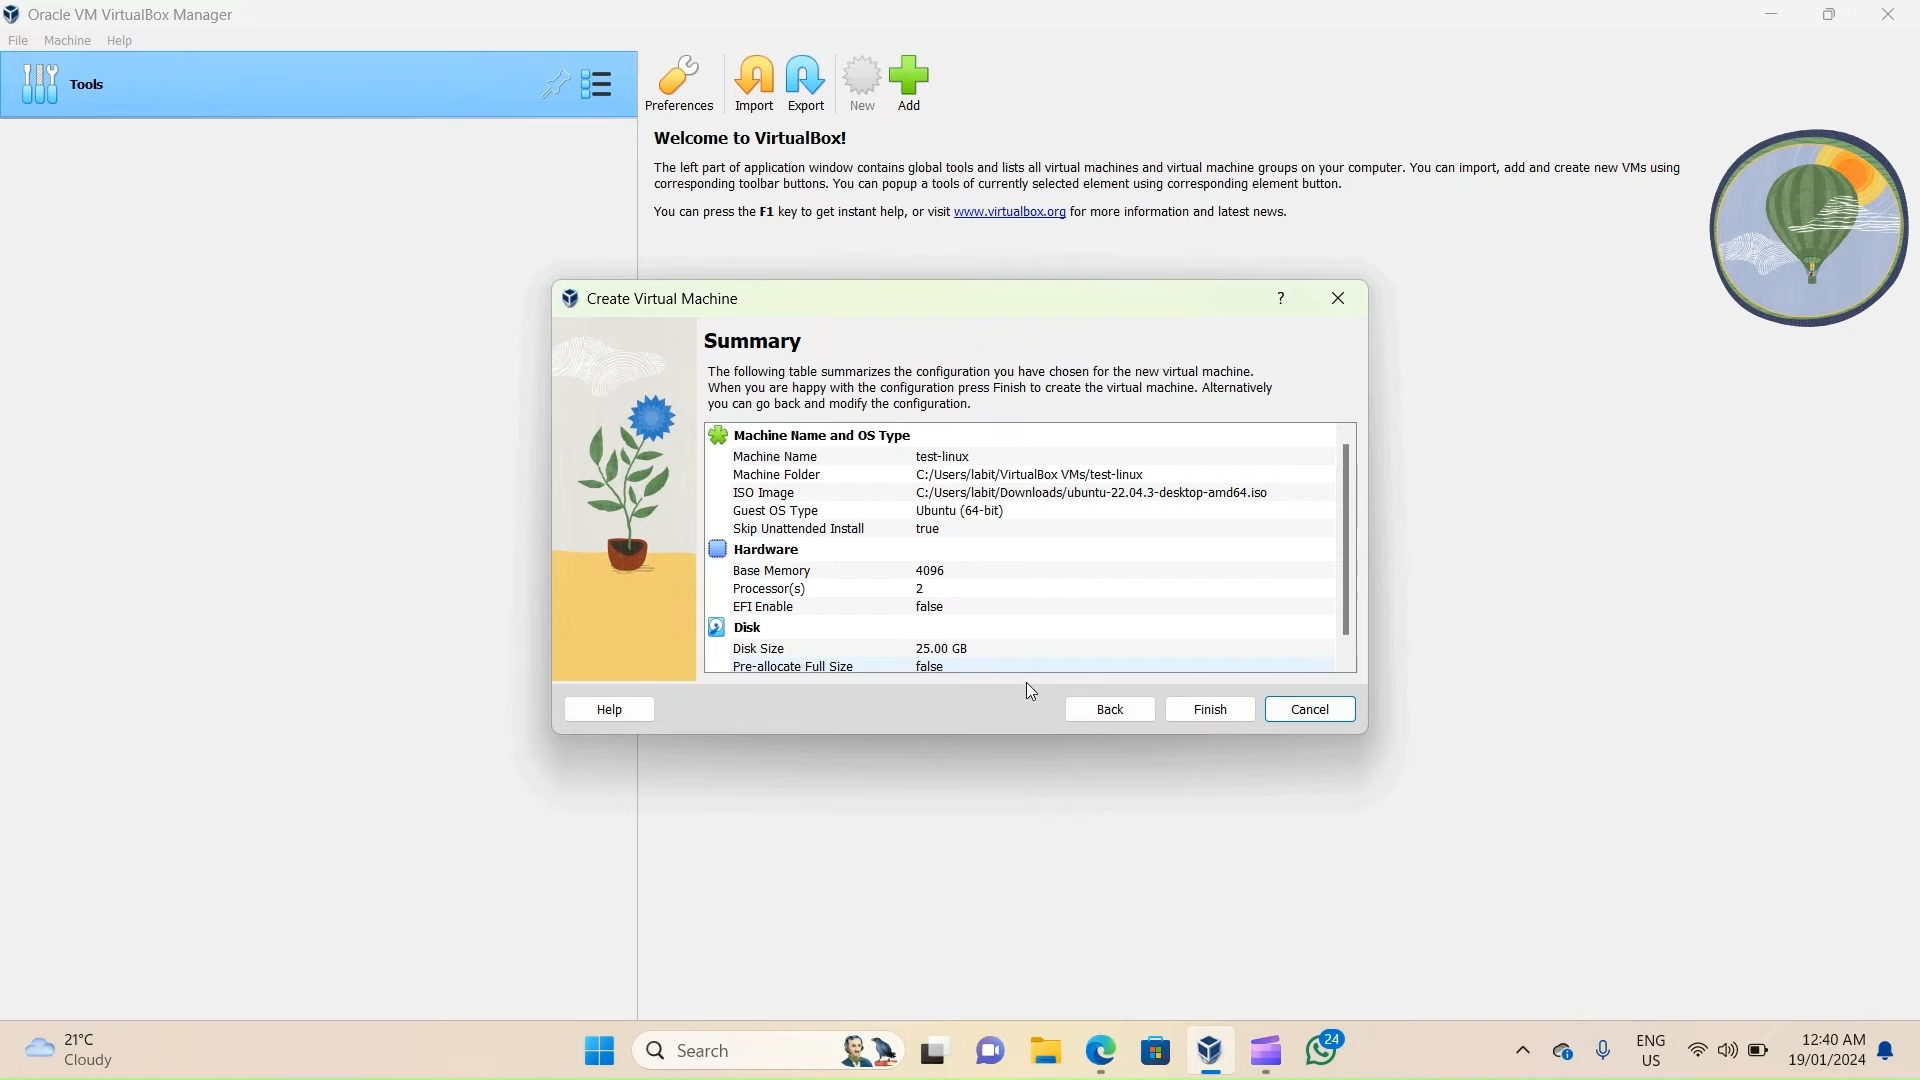 Oracle VM VirtualBox Manager
File Machine Help
Tools
Preferences Import Export New Add
Welcome to VirtualBox!
The left part of application window contains global tools and lists all virtual machines and virtual machine groups on your computer. You can import, add and create new VMs using
corresponding toolbar buttons. You can popup a tools of currently selected element using corresponding element button.
You can press the F1 key to get instant help, or visit www.virtualbox.org for more information and latest news.
Create Virtual Machine ?
Summary
The following table summarizes the configuration you have chosen for the new virtual machine.
When you are happy with the configuration press Finish to create the virtual machine. Alternatively
you can go back and modify the configuration.
Machine Name and OS Type
Machine Name test-linux
Machine Folder C:/Users/labit/VirtualBox VMs/test-linux
ISO Image C:/Users/labit/Downloads/ubuntu-22.04.3-desktop-amd64.iso
Guest OS Type Ubuntu (64-bit)
Skip Unattended Install true
Hardware
Base Memory 4096
Processor(s) 2
EFI Enable false
Disk
Disk Size 25.00 GB
Pre-allocate Full Size false
Help Back Finish Cancel
21°C
Cloudy
Search
24
ENG
US
12:40 AM
19/01/2024